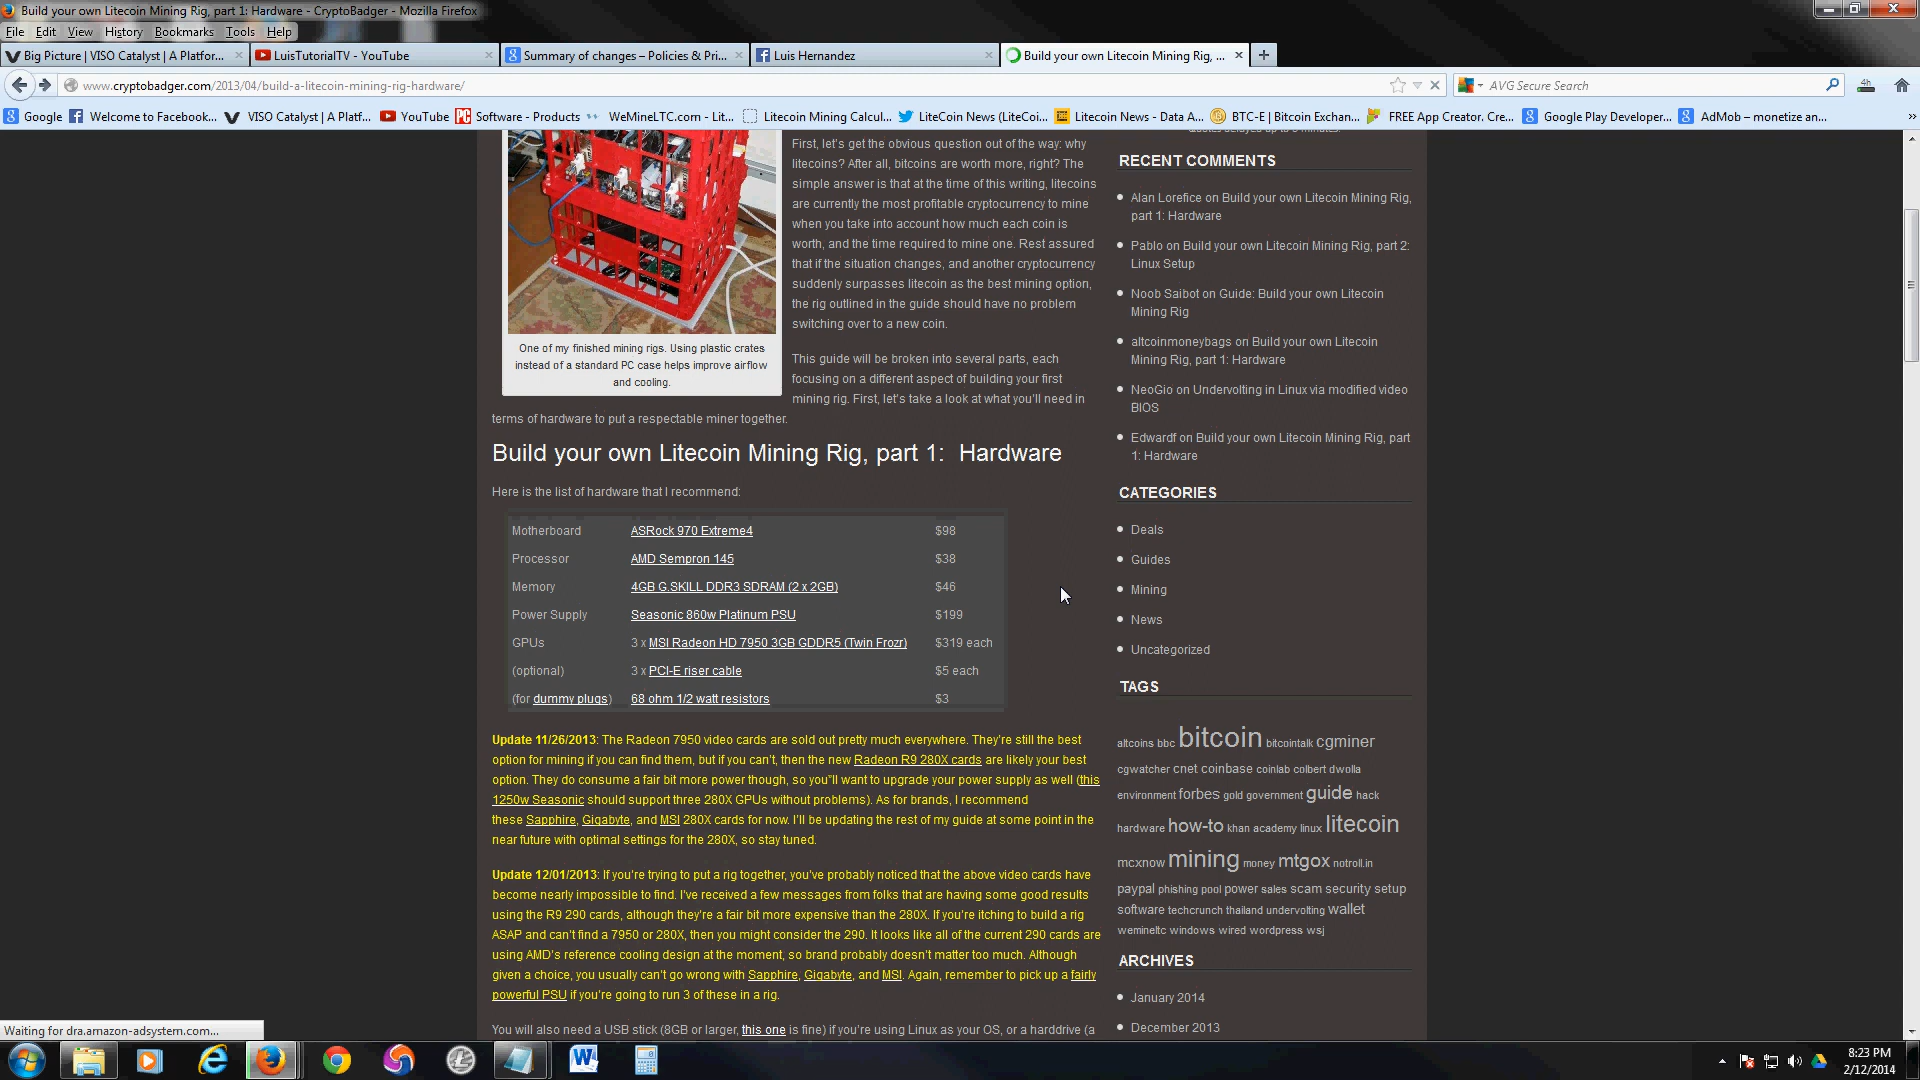 Build your own Litecoin Mining Rig, part 1: Hardware - CryptoBadger - Mozilla Firefox
File Edit View History Bookmarks Tools Help
Big Picture | VISO Catalyst | A Platfor...
LuisTutorialTV - YouTube
Summary of changes – Policies & Pri...
Luis Hernandez
Build your own Litecoin Mining Rig, ...
www.cryptobadger.com/2013/04/build-a-litecoin-mining-rig-hardware/
AVG Secure Search
4h
Google Welcome to Facebook... VISO Catalyst | A Platf... YouTube Software - Products WeMineLTC.com - Lit... Litecoin Mining Calcul... LiteCoin News (LiteCoi... Litecoin News - Data A... BTC-E | Bitcoin Exchan... FREE App Creator. Cre... Google Play Developer... AdMob – monetize an...
One of my finished mining rigs. Using plastic crates
instead of a standard PC case helps improve airflow
and cooling.
First, let's get the obvious question out of the way: why
litecoins? After all, bitcoins are worth more, right? The
simple answer is that at the time of this writing, litecoins
are currently the most profitable cryptocurrency to mine
when you take into account how much each coin is
worth, and the time required to mine one. Rest assured
that if the situation changes, and another cryptocurrency
suddenly surpasses litecoin as the best mining option,
the rig outlined in the guide should have no problem
switching over to a new coin.
This guide will be broken into several parts, each
focusing on a different aspect of building your first
mining rig. First, let's take a look at what you'll need in
terms of hardware to put a respectable miner together.
Build your own Litecoin Mining Rig, part 1: Hardware
Here is the list of hardware that I recommend:
Motherboard ASRock 970 Extreme4 $98
Processor AMD Sempron 145 $38
Memory 4GB G.SKILL DDR3 SDRAM (2 x 2GB) $46
Power Supply Seasonic 860w Platinum PSU $199
GPUs 3 x MSI Radeon HD 7950 3GB GDDR5 (Twin Frozr) $319 each
(optional) 3 x PCI-E riser cable $5 each
(for dummy plugs) 68 ohm 1/2 watt resistors $3
Update 11/26/2013: The Radeon 7950 video cards are sold out pretty much everywhere. They're still the best
option for mining if you can find them, but if you can't, then the new Radeon R9 280X cards are likely your best
option. They do consume a fair bit more power though, so you"ll want to upgrade your power supply as well (this
1250w Seasonic should support three 280X GPUs without problems). As for brands, I recommend
these Sapphire, Gigabyte, and MSI 280X cards for now. I'll be updating the rest of my guide at some point in the
near future with optimal settings for the 280X, so stay tuned.
Update 12/01/2013: If you're trying to put a rig together, you've probably noticed that the above video cards have
become nearly impossible to find. I've received a few messages from folks that are having some good results
using the R9 290 cards, although they're a fair bit more expensive than the 280X. If you're itching to build a rig
ASAP and can't find a 7950 or 280X, then you might consider the 290. It looks like all of the current 290 cards are
using AMD's reference cooling design at the moment, so brand probably doesn't matter too much. Although
given a choice, you usually can't go wrong with Sapphire, Gigabyte, and MSI. Again, remember to pick up a fairly
powerful PSU if you're going to run 3 of these in a rig.
You will also need a USB stick (8GB or larger, this one is fine) if you're using Linux as your OS, or a harddrive (a
RECENT COMMENTS
Alan Lorefice on Build your own Litecoin Mining Rig,
part 1: Hardware
Pablo on Build your own Litecoin Mining Rig, part 2:
Linux Setup
Noob Saibot on Guide: Build your own Litecoin
Mining Rig
altcoinmoneybags on Build your own Litecoin
Mining Rig, part 1: Hardware
NeoGio on Undervolting in Linux via modified video
BIOS
Edwardf on Build your own Litecoin Mining Rig, part
1: Hardware
CATEGORIES
Deals
Guides
Mining
News
Uncategorized
TAGS
altcoins bbc bitcoin bitcointalk cgminer
cgwatcher cnet coinbase coinlab colbert dwolla
environment forbes gold government guide hack
hardware how-to khan academy linux litecoin
mcxnow mining money mtgox notroll.in
paypal phishing pool power sales scam security setup
software techcrunch thailand undervolting wallet
wemineltc windows wired wordpress wsj
ARCHIVES
January 2014
December 2013
Waiting for dra.amazon-adsystem.com...
8:23 PM
2/12/2014